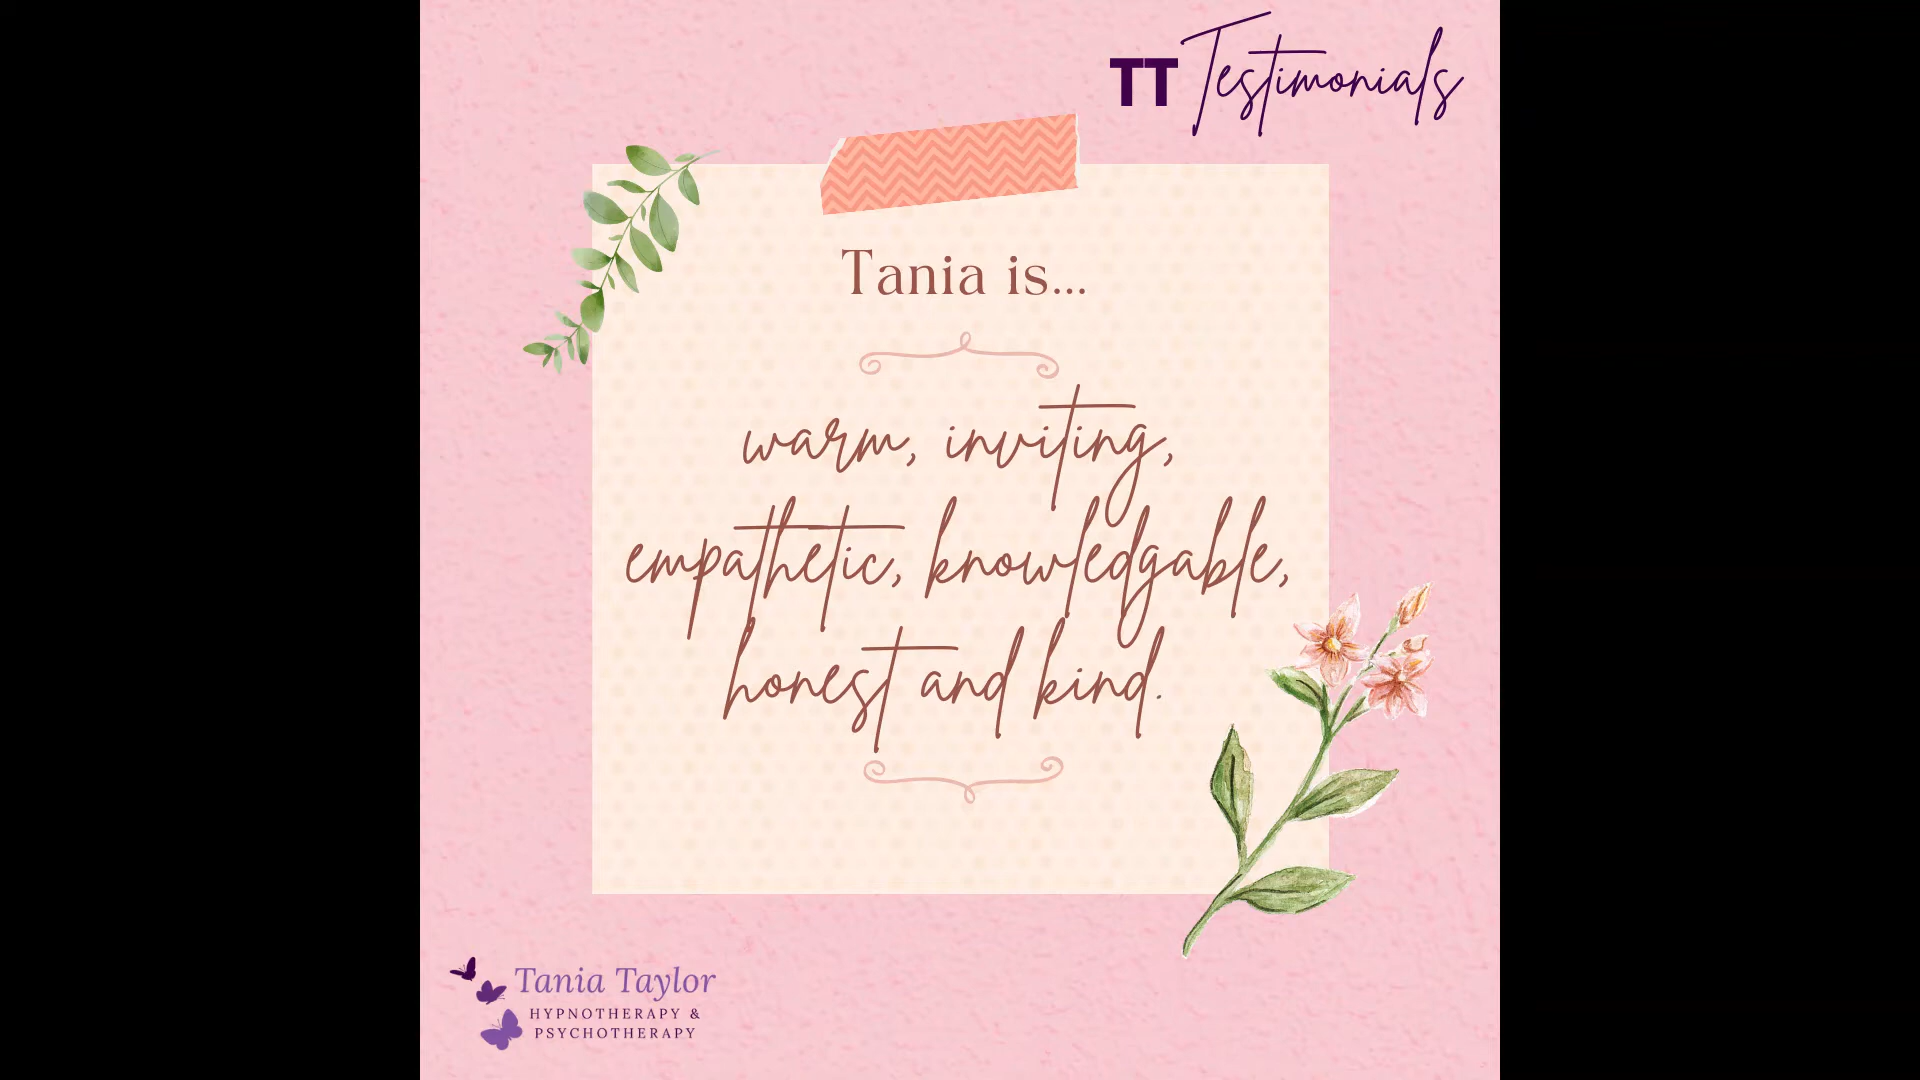 TT Testimonials
Tania is...
warm, inviting,
empathetic, knowledgable,
honest and kind.
Tania Taylor
HYPNOTHERAPY &
PSYCHOTHERAPY